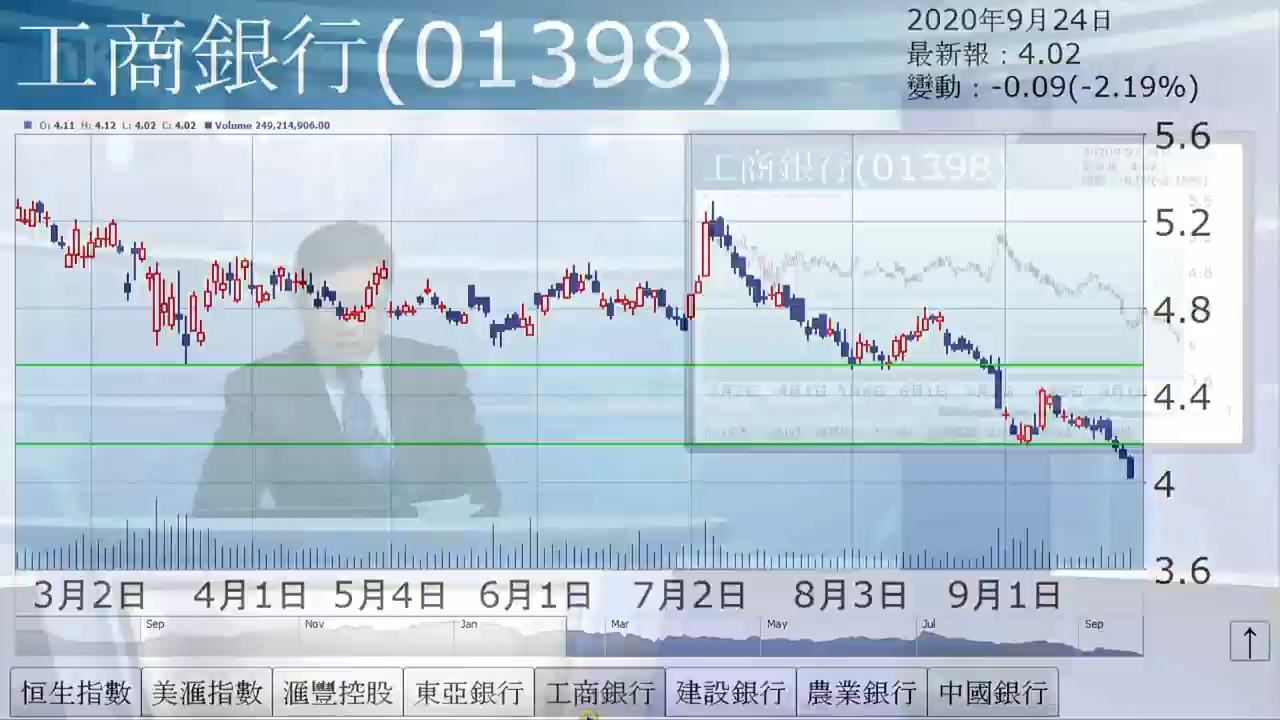 工商銀行(01398)
2020年9月24日
最新報：4.02
變動：-0.09(-2.19%)
O: 4.11 H: 4.12 L: 4.02 C: 4.02 Volume 249,214,906.00
5.6
工商銀行(01398)
5.2
4.8
4.4
4
3.6
3月2日 4月1日 5月4日 6月1日 7月2日 8月3日 9月1日
Sep Nov Jan Mar May Jul Sep
↑
恒生指數 美滙指數 滙豐控股 東亞銀行 工商銀行 建設銀行 農業銀行 中國銀行